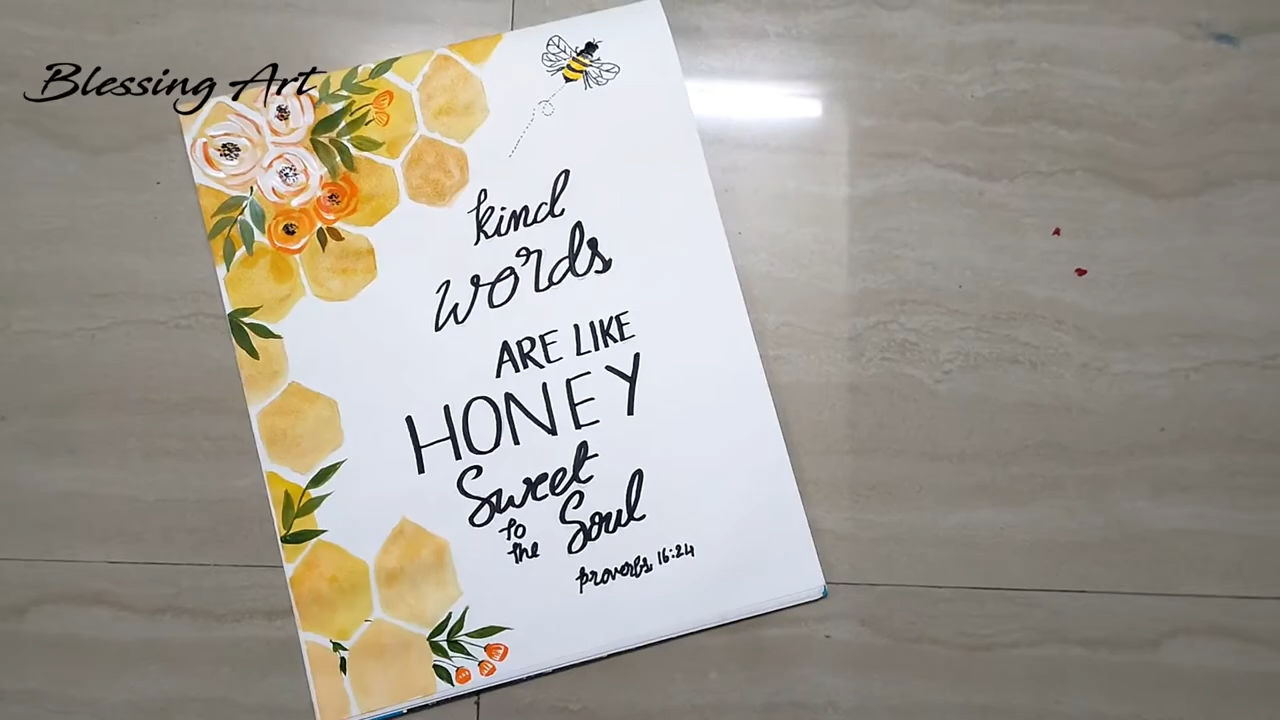 Blessing Art
kind
words
ARE LIKE
HONEY
Sweet
to the Soul
proverbs 16:24